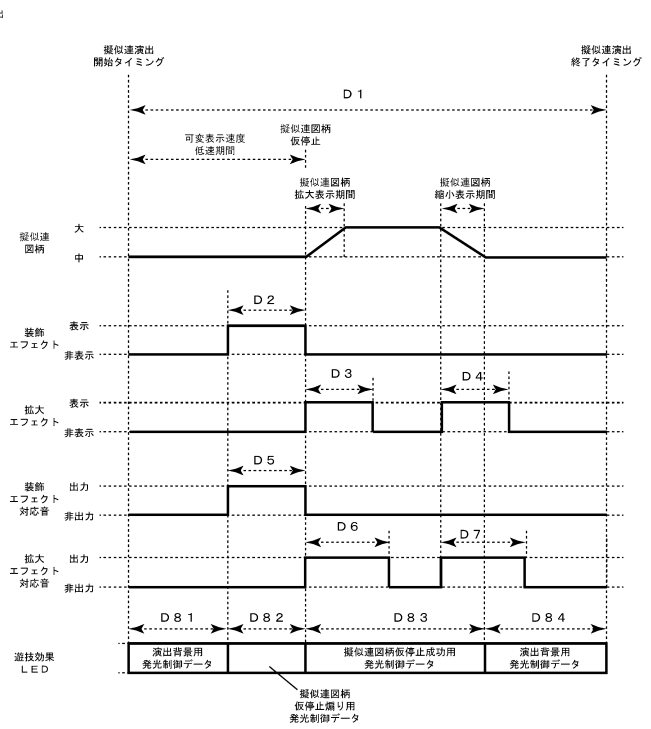 擬似連演出
開始タイミング
擬似連演出
終了タイミング
D1
可変表示速度
低速期間
擬似連図柄
仮停止
擬似連図柄
拡大表示期間
擬似連図柄
縮小表示期間
擬似連
図柄
大
中
D2
装飾
エフェクト
表示
非表示
D3
D4
拡大
エフェクト
表示
非表示
D5
装飾
エフェクト
対応音
出力
非出力
D6
D7
拡大
エフェクト
対応音
出力
非出力
D81
D82
D83
D84
遊技効果
LED
演出背景用
発光制御データ
擬似連図柄仮停止成功用
発光制御データ
演出背景用
発光制御データ
擬似連図柄
仮停止煽り用
発光制御データ